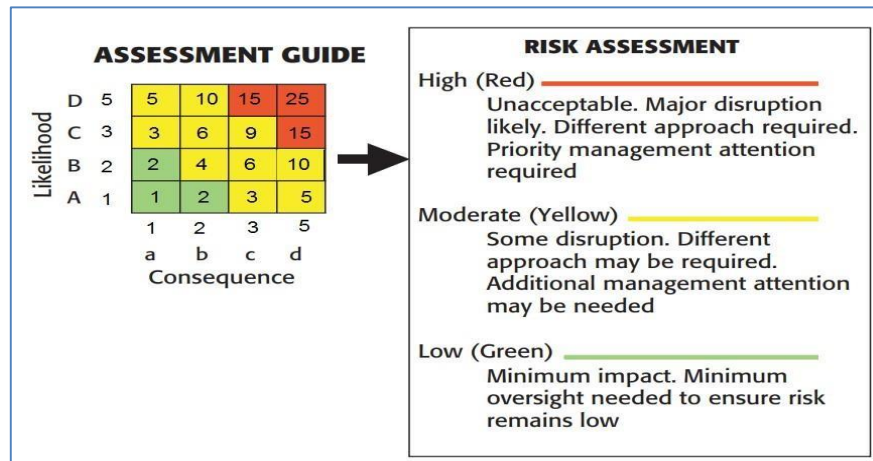 ASSESSMENT GUIDE
Likelihood
D 5 5 10 15 25
C 3 3 6 9 15
B 2 2 4 6 10
A 1 1 2 3 5
1 2 3 5
a b c d
Consequence
RISK ASSESSMENT
High (Red)
Unacceptable. Major disruption
likely. Different approach required.
Priority management attention
required
Moderate (Yellow)
Some disruption. Different
approach may be required.
Additional management attention
may be needed
Low (Green)
Minimum impact. Minimum
oversight needed to ensure risk
remains low